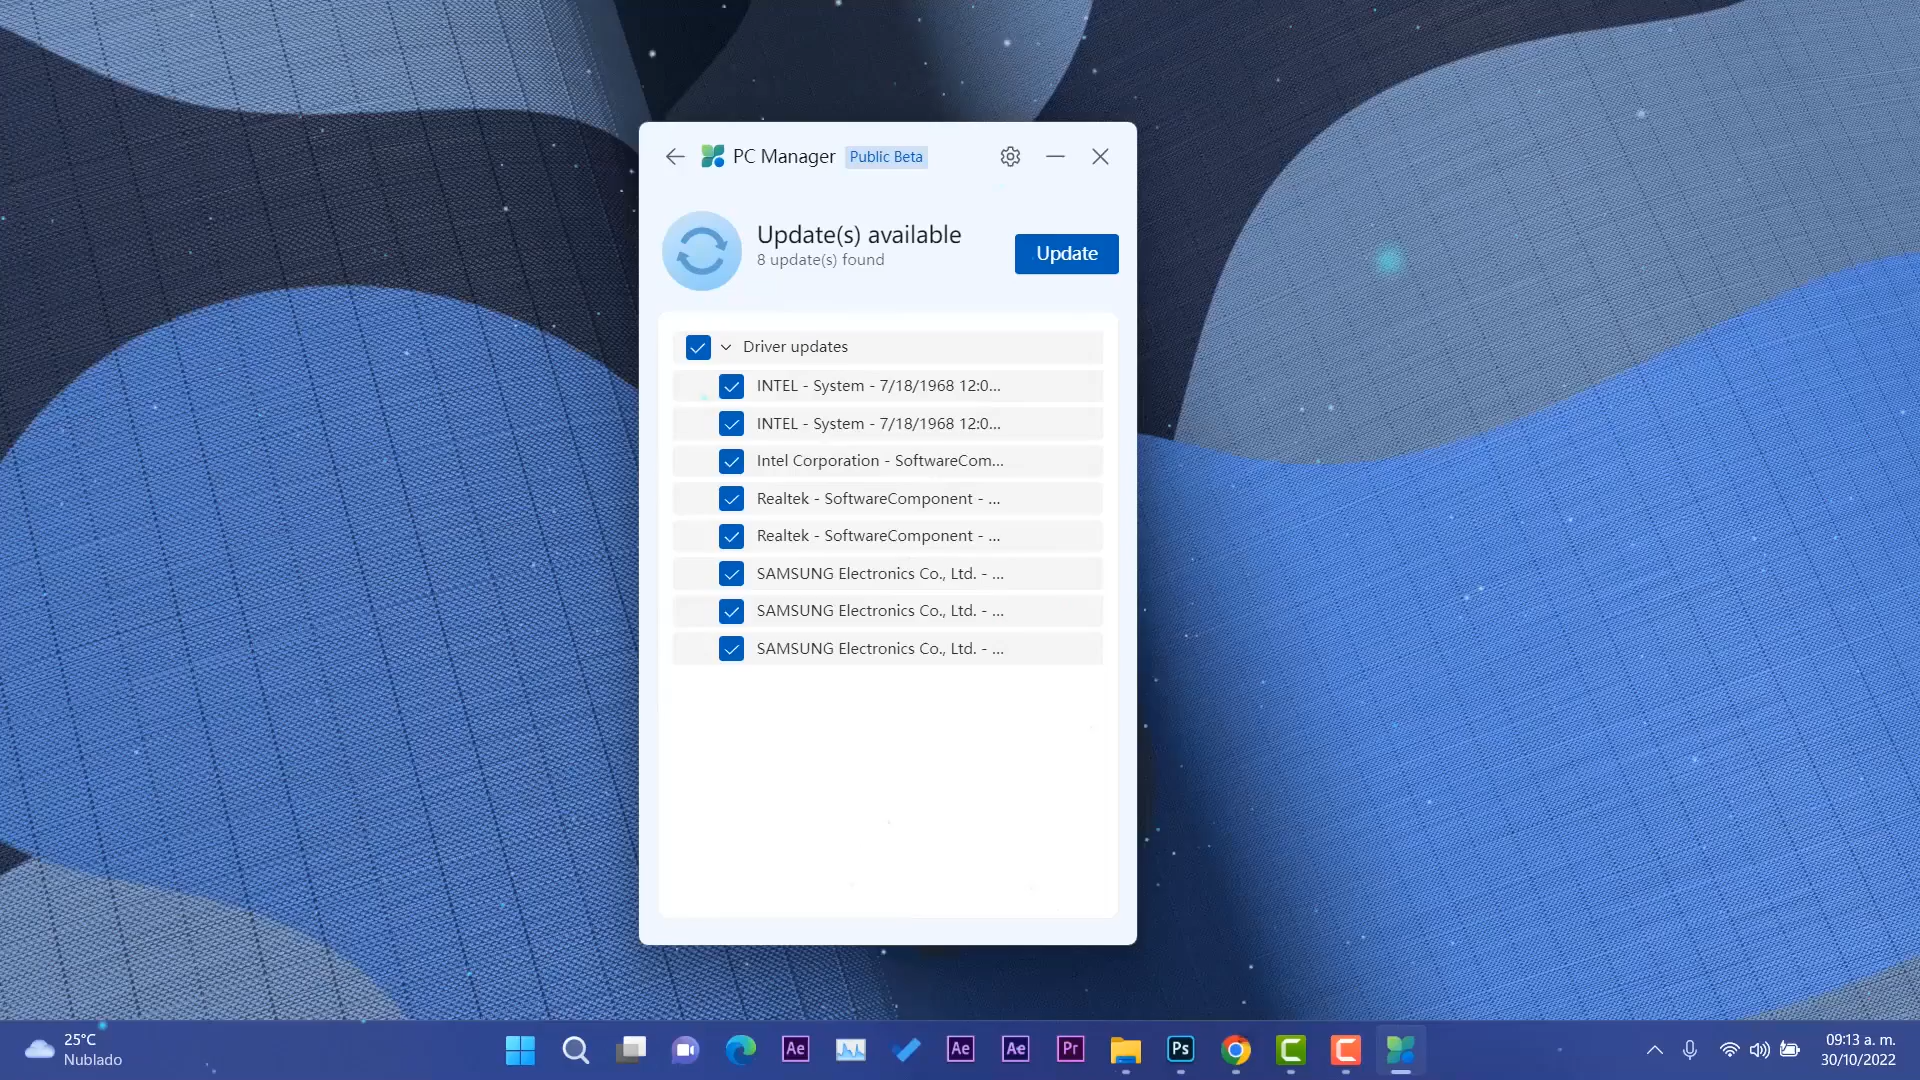 PC Manager Public Beta
Update(s) available
8 update(s) found
Update
Driver updates
INTEL - System - 7/18/1968 12:0...
INTEL - System - 7/18/1968 12:0...
Intel Corporation - SoftwareCom...
Realtek - SoftwareComponent - ...
Realtek - SoftwareComponent - ...
SAMSUNG Electronics Co., Ltd. - ...
SAMSUNG Electronics Co., Ltd. - ...
SAMSUNG Electronics Co., Ltd. - ...
25°C
Nublado
Ae
Ae
Ae
Pr
Ps
09:13 a. m.
30/10/2022